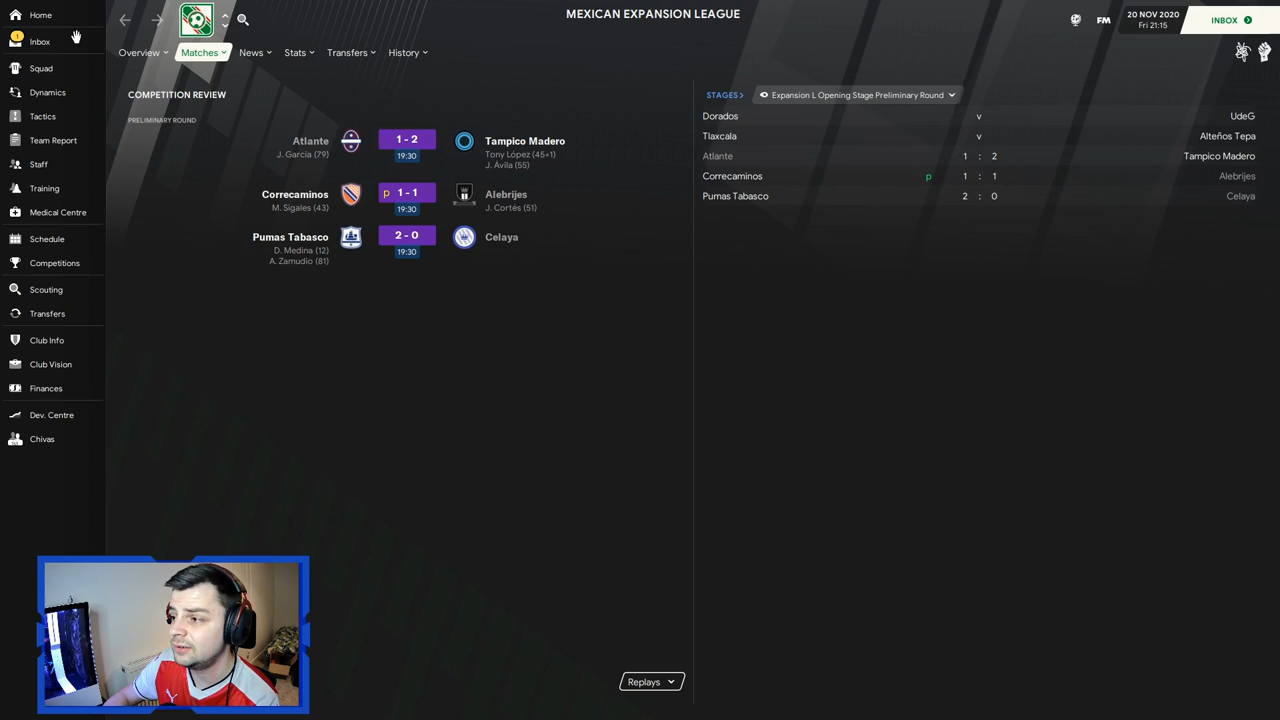 Home
MEXICAN EXPANSION LEAGUE
FM
20 NOV 2020
Fri 21:15
INBOX
1
Inbox
Overview
Matches
News
Stats
Transfers
History
Squad
Dynamics
Tactics
Team Report
Staff
Training
Medical Centre
Schedule
Competitions
Scouting
Transfers
Club Info
Club Vision
Finances
Dev. Centre
Chivas
COMPETITION REVIEW
PRELIMINARY ROUND
Atlante 1 - 2 Tampico Madero
J. García (79) 19:30 Tony López (45+1)
J. Ávila (55)
Correcaminos p 1 - 1 Alebrijes
M. Sigales (43) 19:30 J. Cortés (51)
Pumas Tabasco 2 - 0 Celaya
D. Medina (12) 19:30
A. Zamudio (81)
STAGES> Expansion L Opening Stage Preliminary Round
Dorados v UdeG
Tlaxcala v Alteños Tepa
Atlante 1 : 2 Tampico Madero
Correcaminos p 1 : 1 Alebrijes
Pumas Tabasco 2 : 0 Celaya
Replays